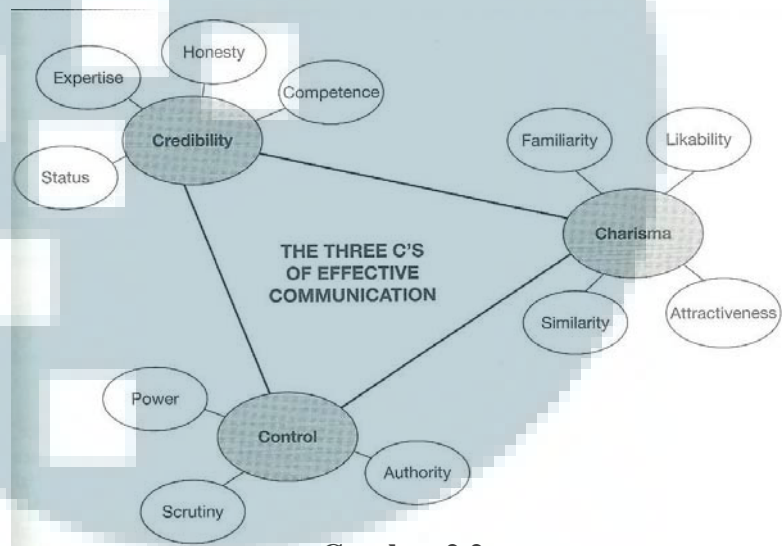 Honesty
Expertise
Competence
Credibility
Status
Familiarity
Likability
Charisma
Similarity
Attractiveness
THE THREE C'S
OF EFFECTIVE
COMMUNICATION
Power
Control
Authority
Scrutiny